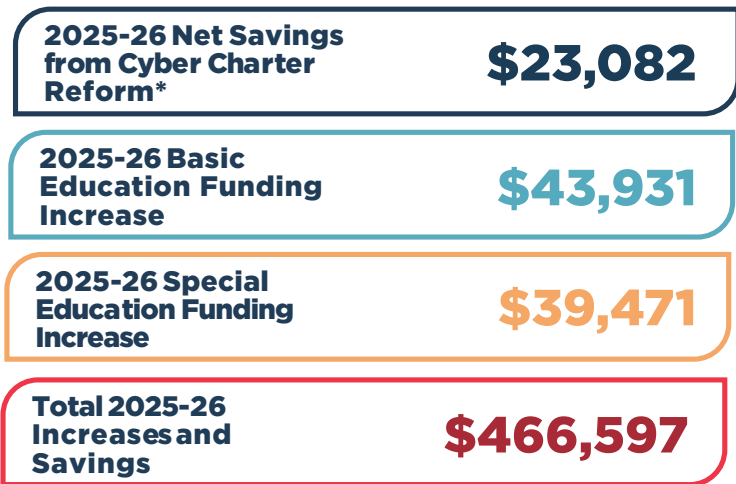 2025-26 Net Savings
from Cyber Charter
Reform*
$23,082
2025-26 Basic
Education Funding
Increase
$43,931
2025-26 Special
Education Funding
Increase
$39,471
Total 2025-26
Increases and
Savings
$466,597